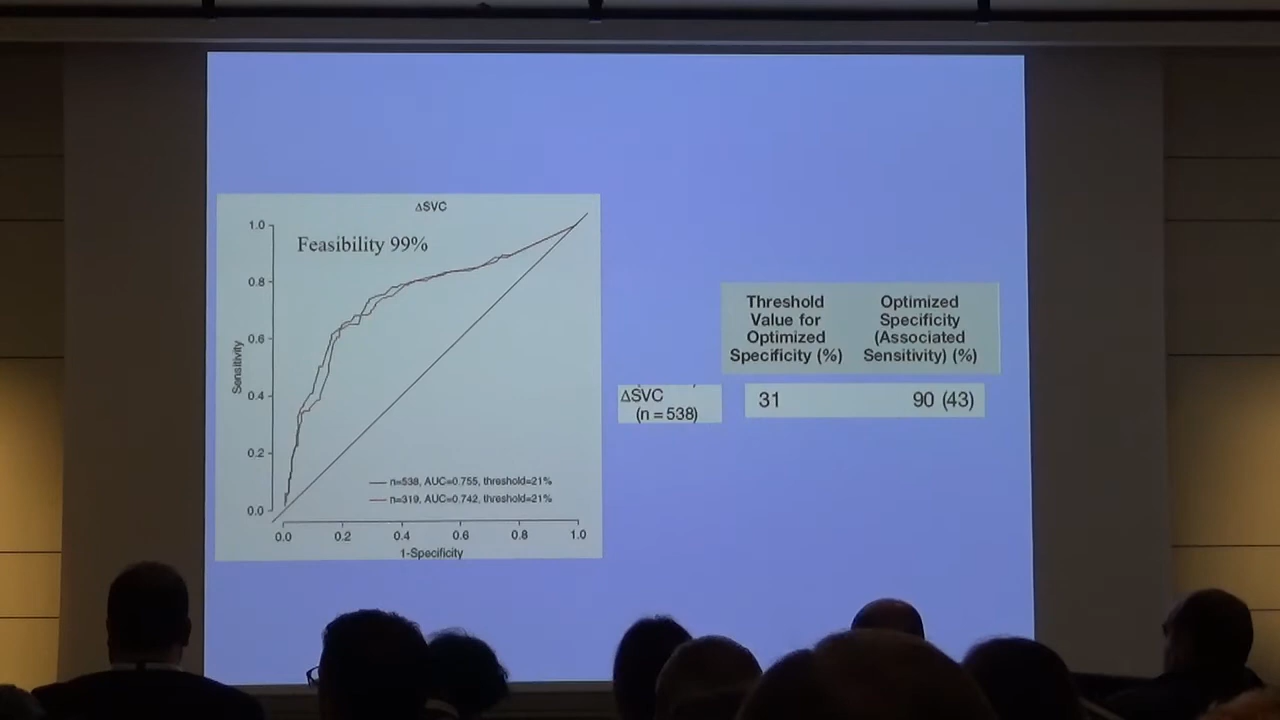 ΔSVC
Feasibility 99%
1.0
0.8
0.6
0.4
0.2
0.0
Sensitivity
n=538, AUC=0.755, threshold=21%
n=319, AUC=0.742, threshold=21%
0.0 0.2 0.4 0.6 0.8 1.0
1-Specificity
Threshold
Value for
Optimized
Specificity (%)
Optimized
Specificity
(Associated
Sensitivity) (%)
ΔSVC
(n = 538)
31
90 (43)